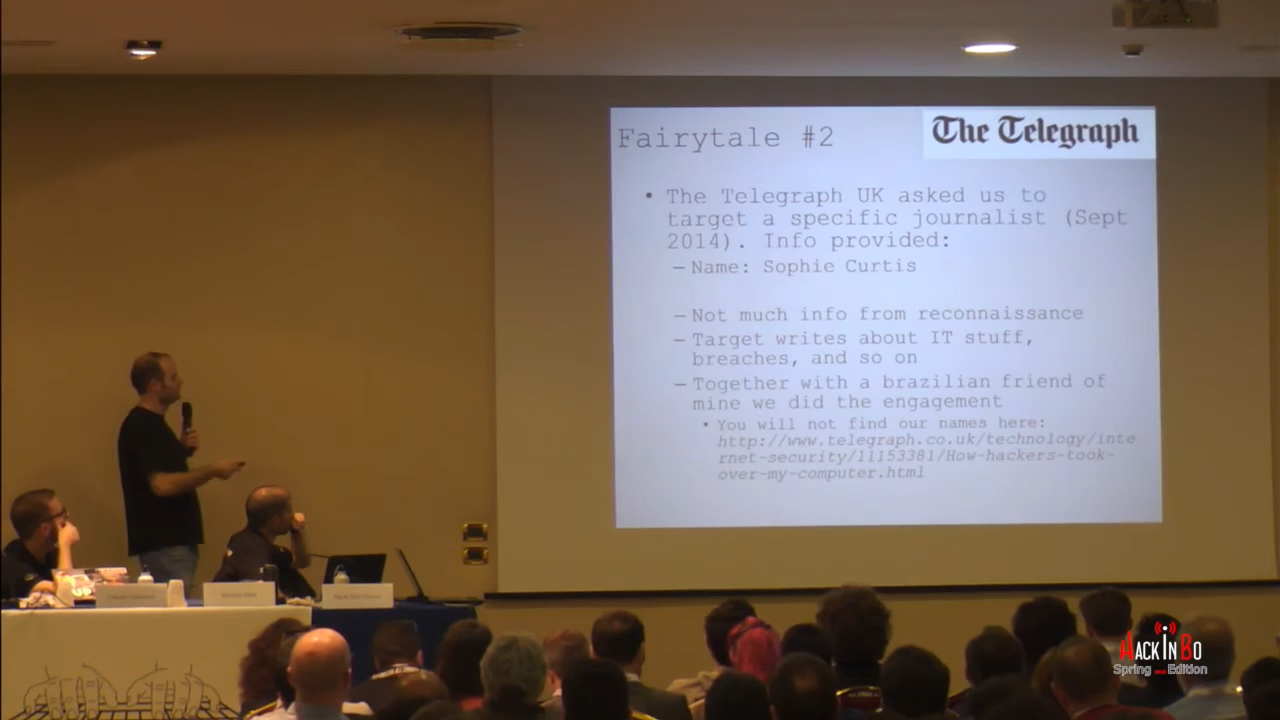 Fairytale #2
The Telegraph
• The Telegraph UK asked us to
target a specific journalist (Sept
2014). Info provided:
– Name: Sophie Curtis
– Not much info from reconnaissance
– Target writes about IT stuff,
breaches, and so on
– Together with a brazilian friend of
mine we did the engagement
• You will not find our names here:
http://www.telegraph.co.uk/technology/inte
rnet-security/11153381/How-hackers-took-
over-my-computer.html
HackInBo
Spring Edition